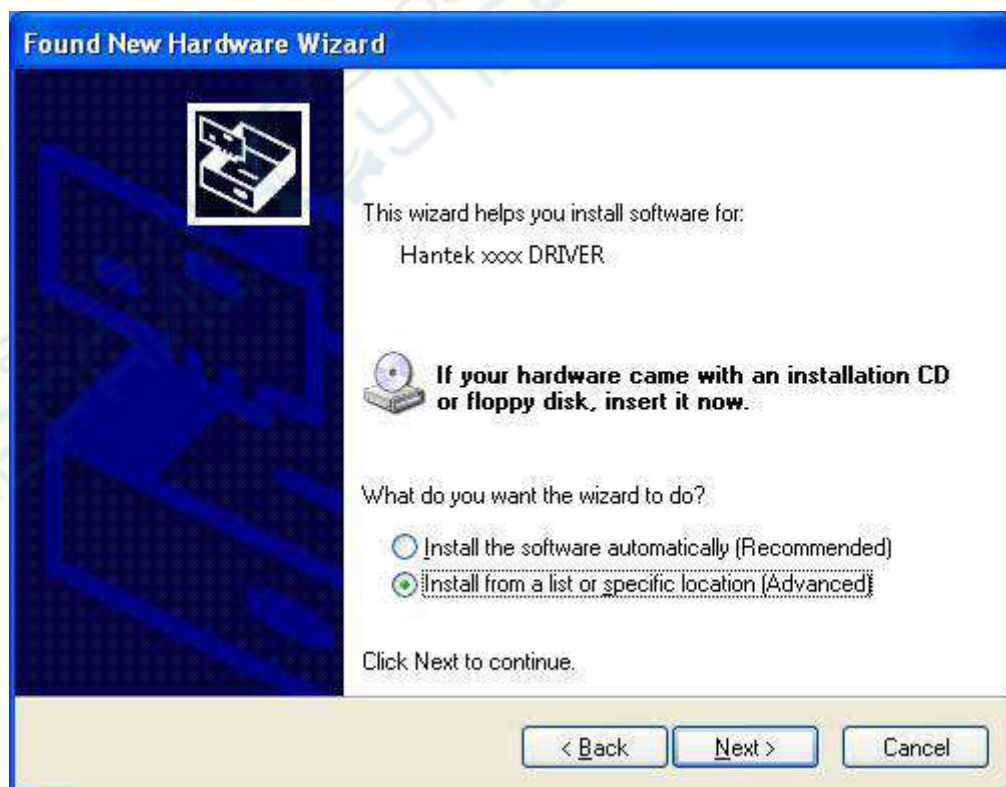 Found New Hardware Wizard
This wizard helps you install software for:
Hantek xxxx DRIVER
If your hardware came with an installation CD
or floppy disk, insert it now.
What do you want the wizard to do?
Install the software automatically (Recommended)
Install from a list or specific location (Advanced)
Click Next to continue.
< Back
Next >
Cancel